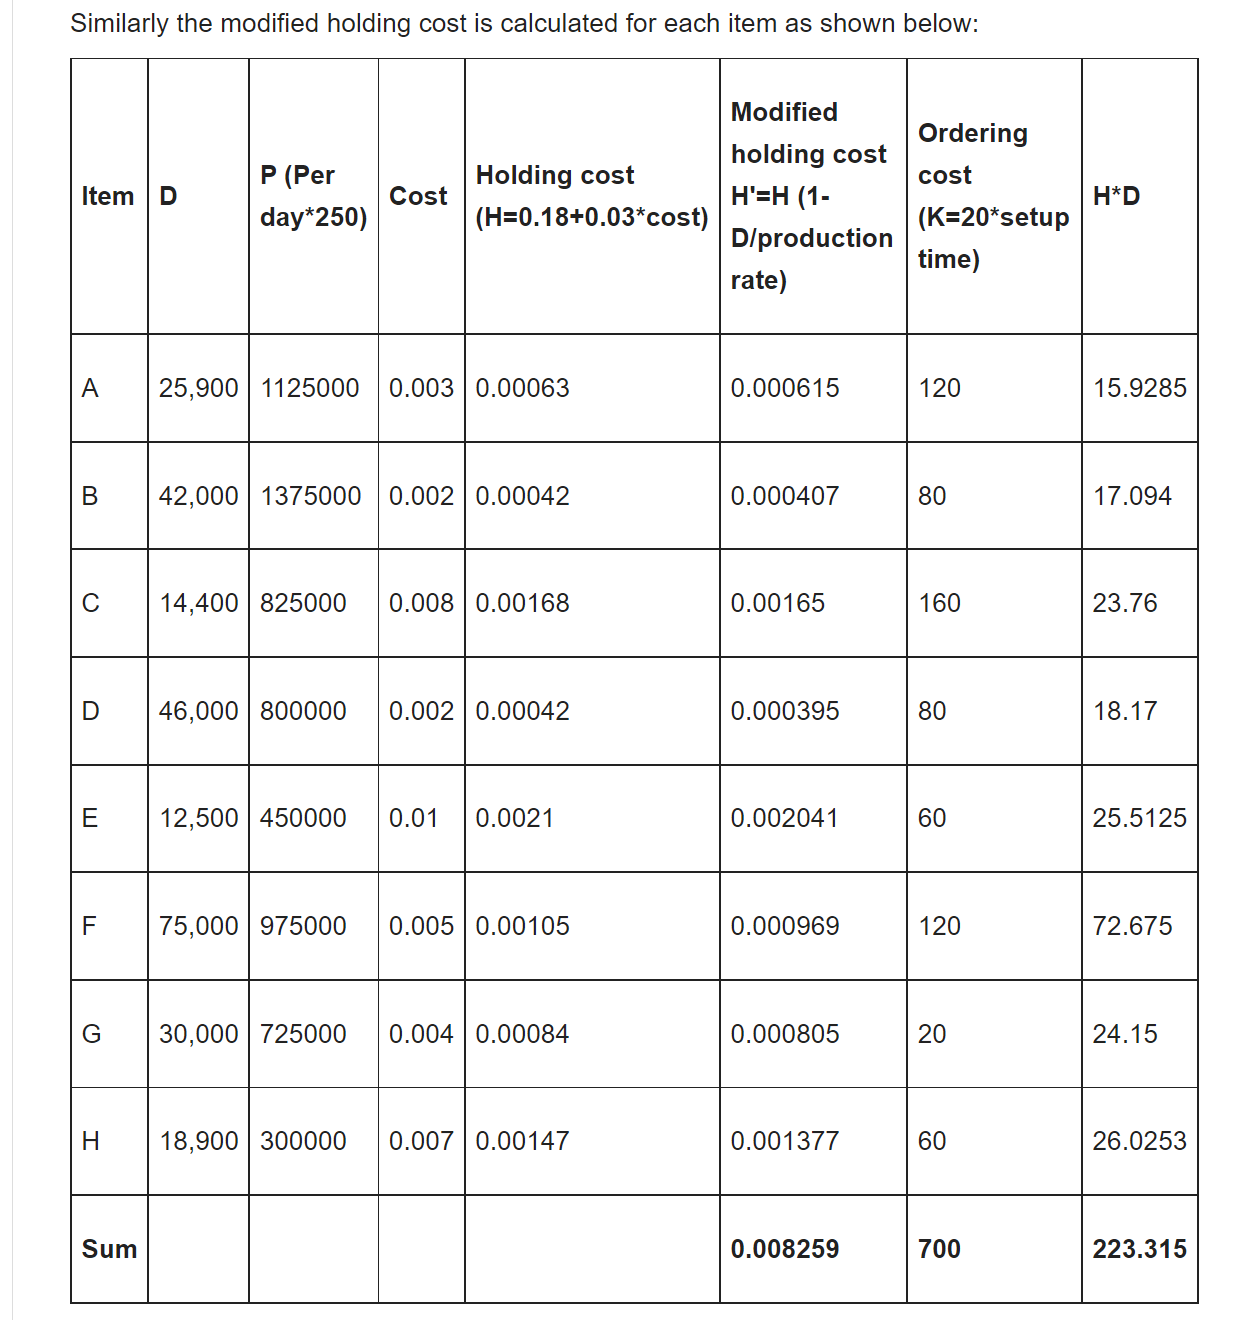 Similarly the modified holding cost is calculated for each item as shown below:
Item D P (Per day*250) Cost Holding cost (H=0.18+0.03*cost) Modified holding cost H'=H (1-D/production rate) Ordering cost (K=20*setup time) H*D
A 25,900 1125000 0.003 0.00063 0.000615 120 15.9285
B 42,000 1375000 0.002 0.00042 0.000407 80 17.094
C 14,400 825000 0.008 0.00168 0.00165 160 23.76
D 46,000 800000 0.002 0.00042 0.000395 80 18.17
E 12,500 450000 0.01 0.0021 0.002041 60 25.5125
F 75,000 975000 0.005 0.00105 0.000969 120 72.675
G 30,000 725000 0.004 0.00084 0.000805 20 24.15
H 18,900 300000 0.007 0.00147 0.001377 60 26.0253
Sum 0.008259 700 223.315